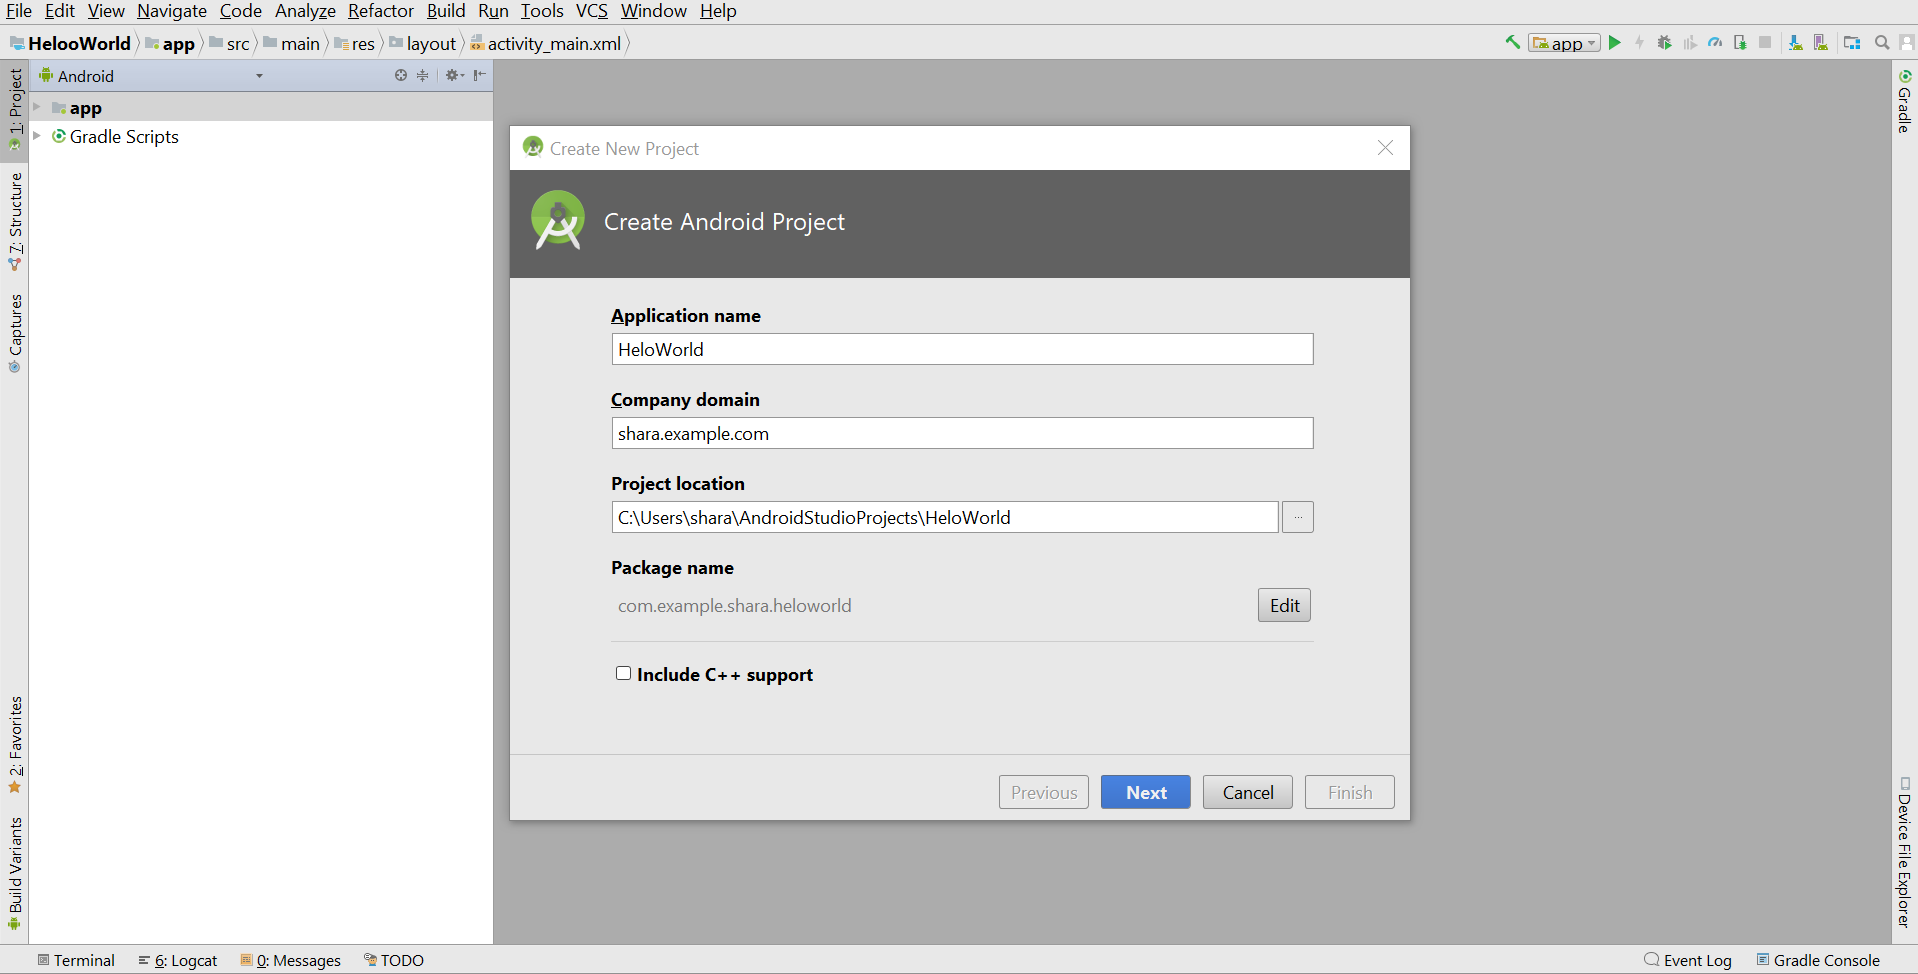 File Edit View Navigate Code Analyze Refactor Build Run Tools VCS Window Help
HelooWorld app src main res layout activity_main.xml app
1: Project
Android
app
Gradle Scripts
7: Structure
Captures
2: Favorites
Build Variants
Create New Project
Create Android Project
Application name
HeloWorld
Company domain
shara.example.com
Project location
C:\Users\shara\AndroidStudioProjects\HeloWorld
...
Package name
com.example.shara.heloworld
Edit
Include C++ support
Previous Next Cancel Finish
Gradle
Device File Explorer
Terminal 6: Logcat 0: Messages TODO Event Log Gradle Console